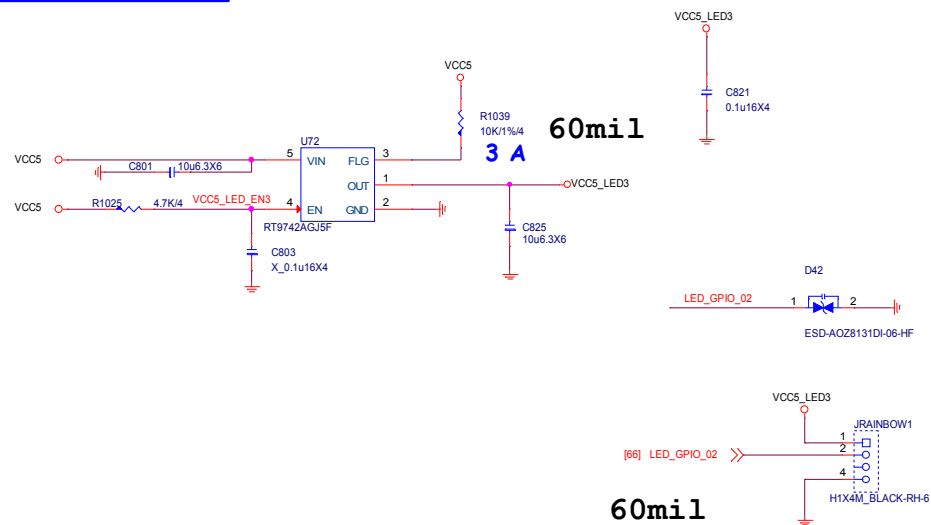 VCC5_LED3
C821
0.1u16X4
VCC5
R1039
10K/1%/4
60mil
3 A
U72
VCC5
C801
10u6.3X6
5
VIN
FLG
3
OUT
1
VCC5_LED3
VCC5
R1025
4.7K/4
VCC5_LED_EN3
4
EN
GND
2
RT9742AGJ5F
C825
10u6.3X6
C803
X_0.1u16X4
D42
LED_GPIO_02
1
2
ESD-AOZ8131DI-06-HF
VCC5_LED3
JRAINBOW1
1
2
[66] LED_GPIO_02
4
H1X4M_BLACK-RH-6
60mil